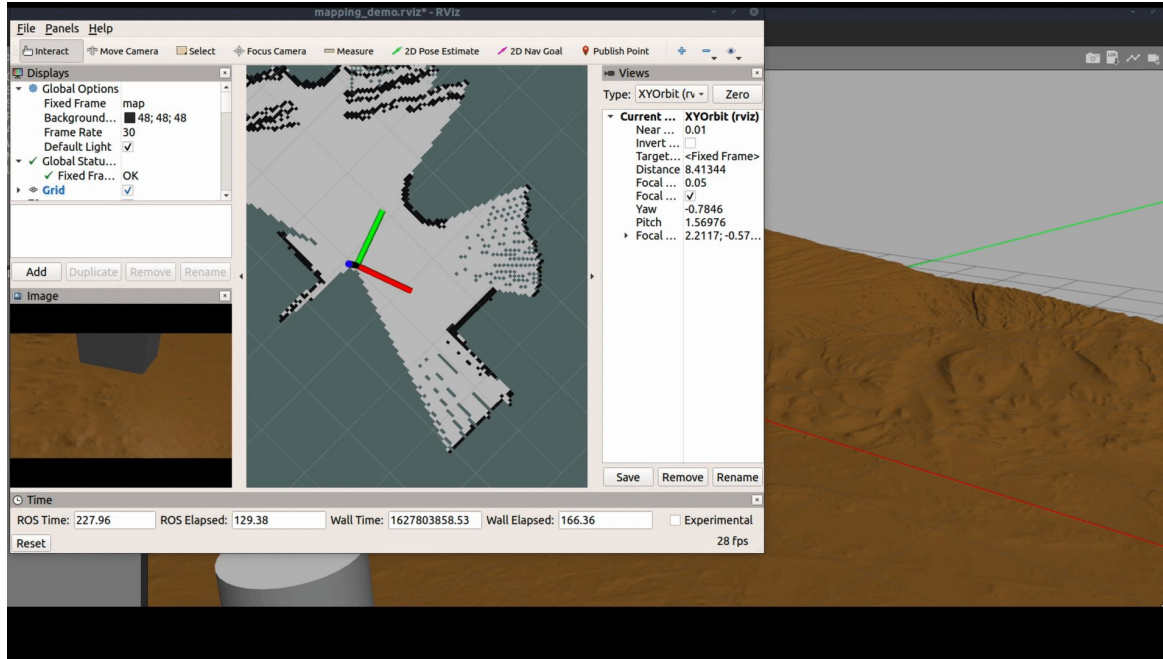 mapping_demo.rviz* - RViz
File Panels Help
Interact Move Camera Select Focus Camera Measure 2D Pose Estimate 2D Nav Goal Publish Point
Displays
Global Options
Fixed Frame map
Background... 48; 48; 48
Frame Rate 30
Default Light
Global Statu...
Fixed Fra... OK
Grid
Add Duplicate Remove Rename
Image
Views
Type: XYOrbit (rv Zero
Current ... XYOrbit (rviz)
Near ... 0.01
Invert ...
Target... <Fixed Frame>
Distance 8.41344
Focal ... 0.05
Focal ...
Yaw -0.7846
Pitch 1.56976
Focal ... 2.2117; -0.57...
Save Remove Rename
Time
ROS Time: 227.96 ROS Elapsed: 129.38 Wall Time: 1627803858.53 Wall Elapsed: 166.36 Experimental
Reset 28 fps